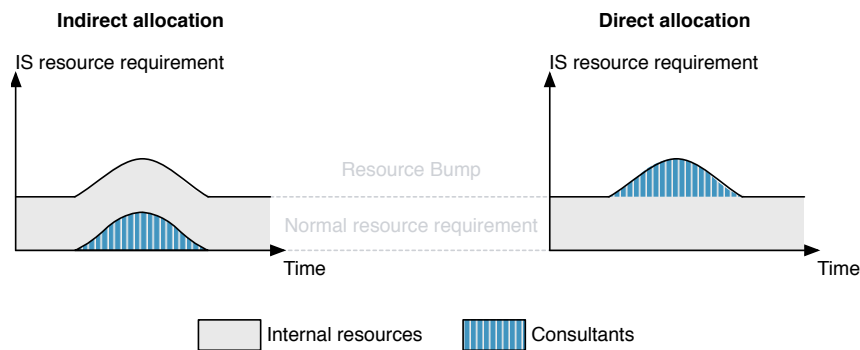 Indirect allocation
Direct allocation
IS resource requirement
IS resource requirement
Resource Bump
Normal resource requirement
Time
Time
Internal resources
Consultants